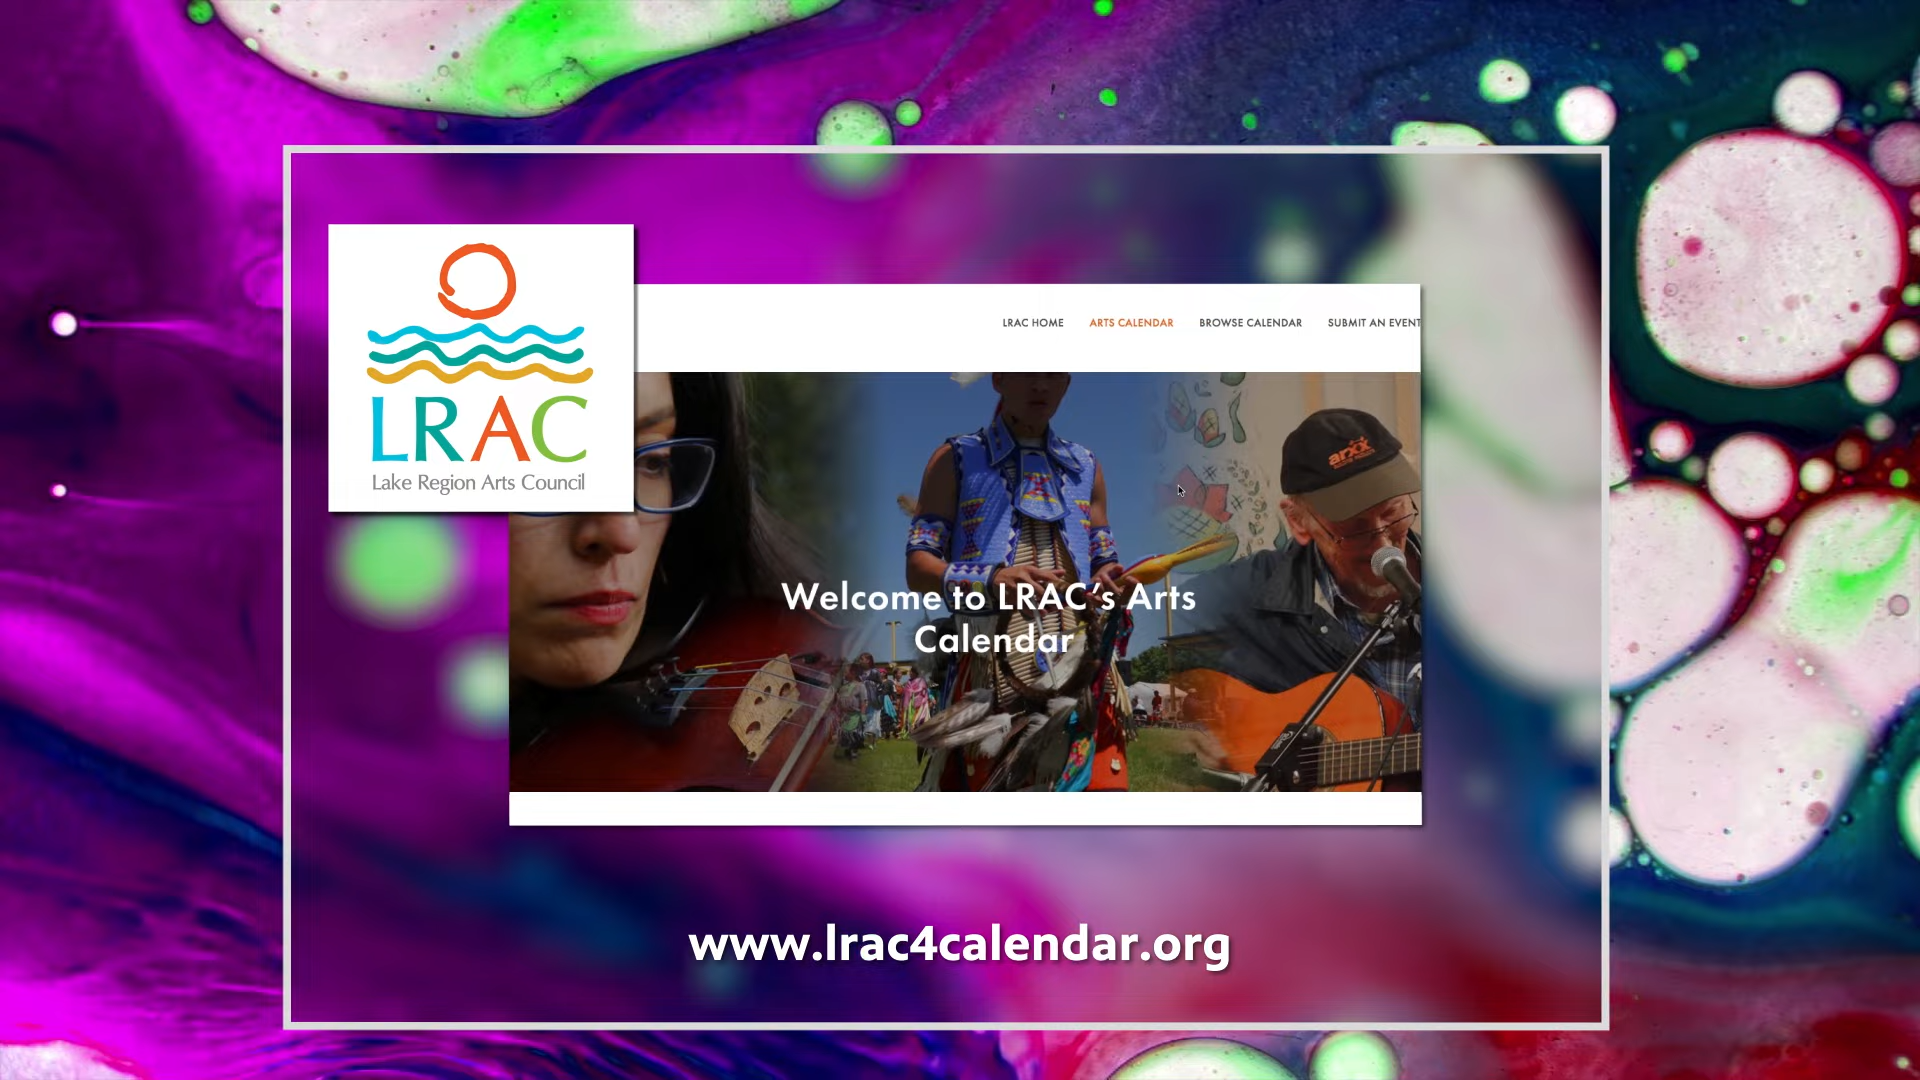 LRAC
Lake Region Arts Council
LRAC HOME ARTS CALENDAR BROWSE CALENDAR SUBMIT AN EVENT
arxx
Welcome to LRAC's Arts
Calendar
www.lrac4calendar.org